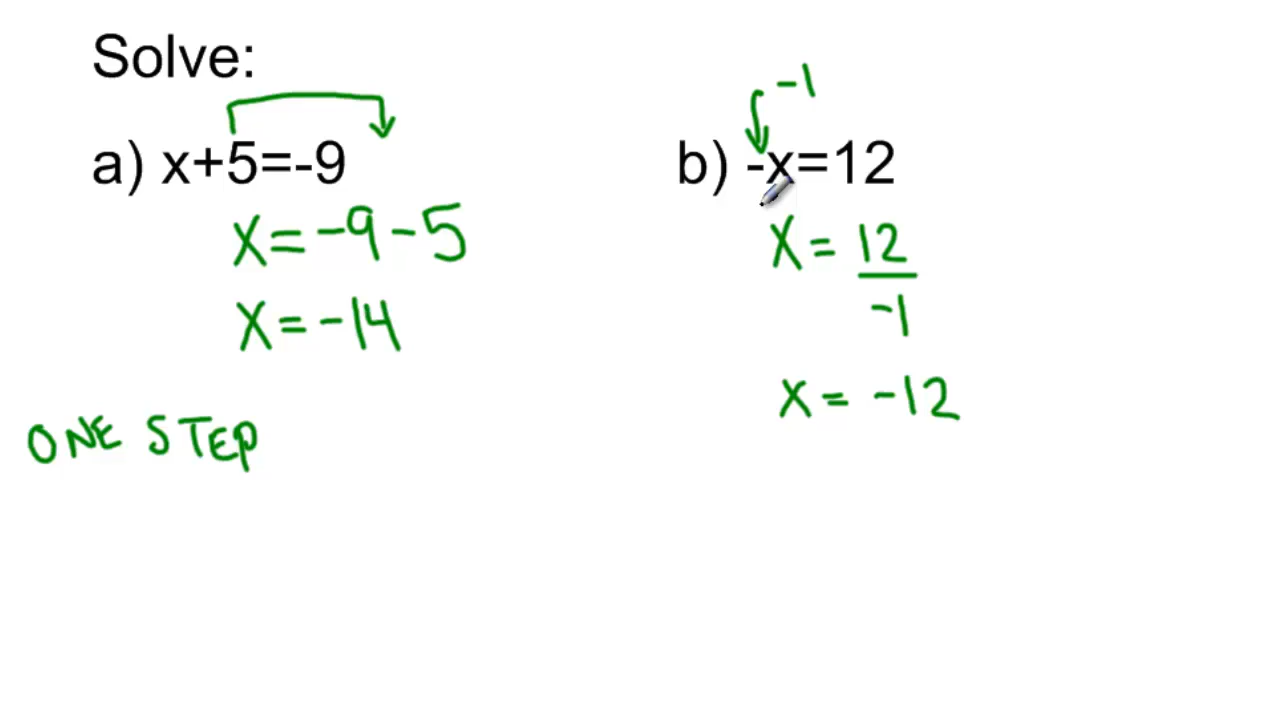 Solve:
a) x+5=-9
x=-9-5
x=-14
ONE STEP
-1
b) -x=12
x=12
-1
x=-12